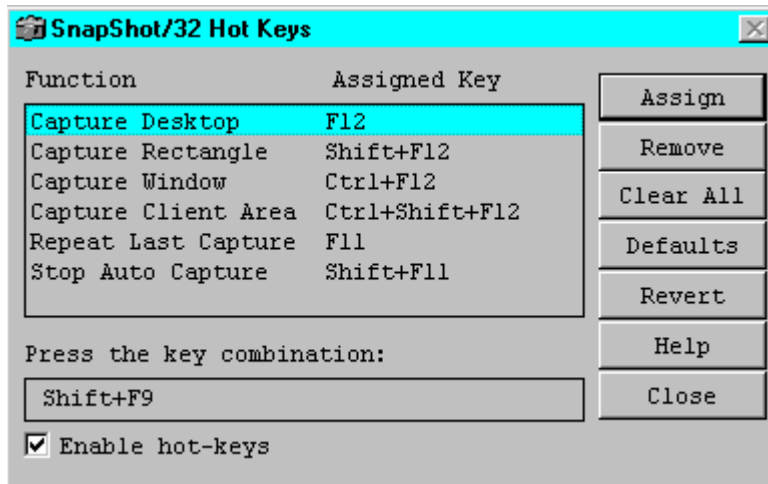 SnapShot/32 Hot Keys
Function Assigned Key
Capture Desktop F12
Capture Rectangle Shift+F12
Capture Window Ctrl+F12
Capture Client Area Ctrl+Shift+F12
Repeat Last Capture F11
Stop Auto Capture Shift+F11
Press the key combination:
Shift+F9
Enable hot-keys
Assign
Remove
Clear All
Defaults
Revert
Help
Close